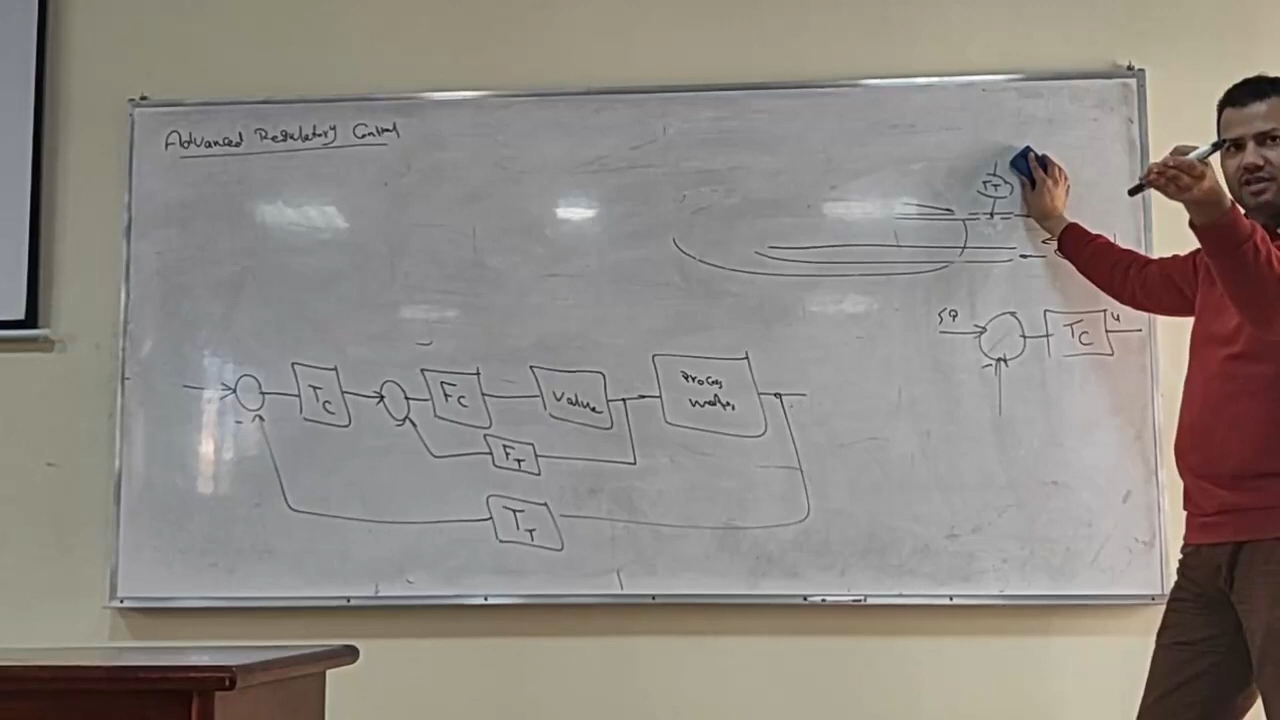 Advanced Regulatory Control
TT
SP
TC
u
TC
FC
Valve
Process
FT
TT